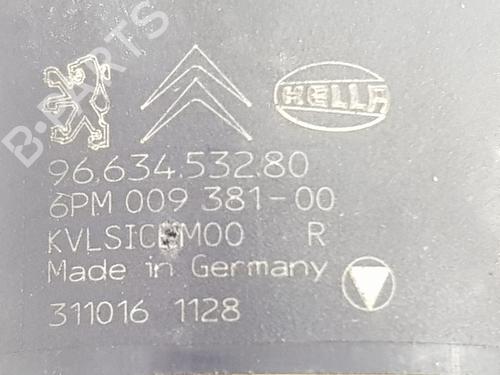 B-PARTS
HELLA
96.634.532.80
6PM 009 381-00
R
Made in Germany
311016 1128